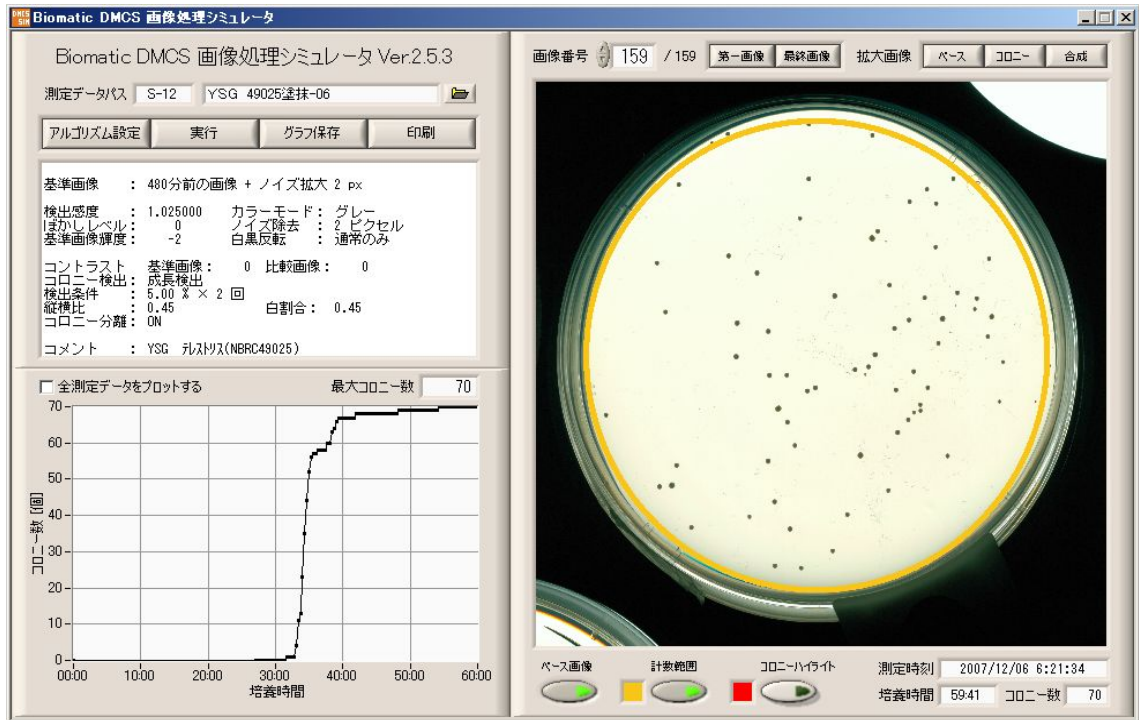 Biomatic DMCS 画像処理シミュレータ
Biomatic DMCS 画像処理シミュレータ Ver.2.5.3
測定データパス S-12 YSG 49025塗抹-06
アルゴリズム設定 実行 グラフ保存 印刷
基準画像 : 480分前の画像 + ノイズ拡大 2 px
検出感度 : 1.025000 カラーモード : グレー
ぼかしレベル : 0 ノイズ除去 : 2 ピクセル
基準画像輝度 : -2 白黒反転 : 通常のみ
コントラスト 基準画像 : 0 比較画像 : 0
コロニー検出 : 成長検出
検出条件 : 5.00 % × 2 回
縦横比 : 0.45 白割合 : 0.45
コロニー分離 : ON
コメント : YSG テレストリス(NBRC49025)
全測定データをプロットする 最大コロニー数 70
コロニー数 [個]
70
60
50
40
30
20
10
0
00:00 10:00 20:00 30:00 40:00 50:00 60:00
培養時間
画像番号 159 / 159 第一画像 最終画像 拡大画像 ベース コロニー 合成
ベース画像 計数範囲 コロニーハイライト 測定時刻 2007/12/06 6:21:34
培養時間 59:41 コロニー数 70